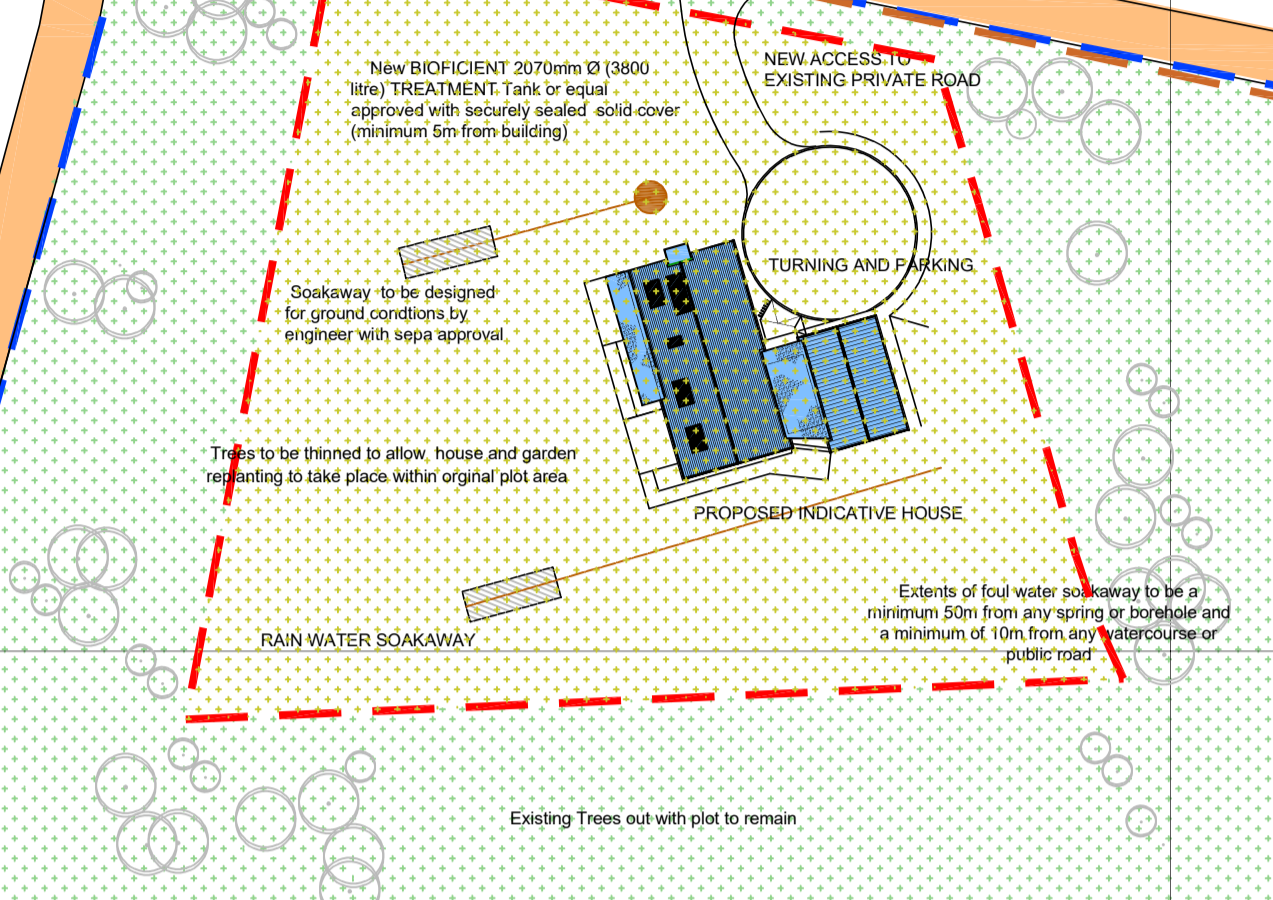 NEW ACCESS TO
EXISTING PRIVATE ROAD
New BIOFICIENT 2070mm Ø (3800
litre) TREATMENT Tank or equal
approved with securely sealed solid cover
(minimum 5m from building)
TURNING AND PARKING
Soakaway to be designed
for ground condtions by
engineer with sepa approval
Trees to be thinned to allow house and garden
replanting to take place within orginal plot area
PROPOSED INDICATIVE HOUSE
Extents of foul water soakaway to be a
minimum 50m from any spring or borehole and
a minimum of 10m from any watercourse or
public road
RAIN WATER SOAKAWAY
Existing Trees out with plot to remain